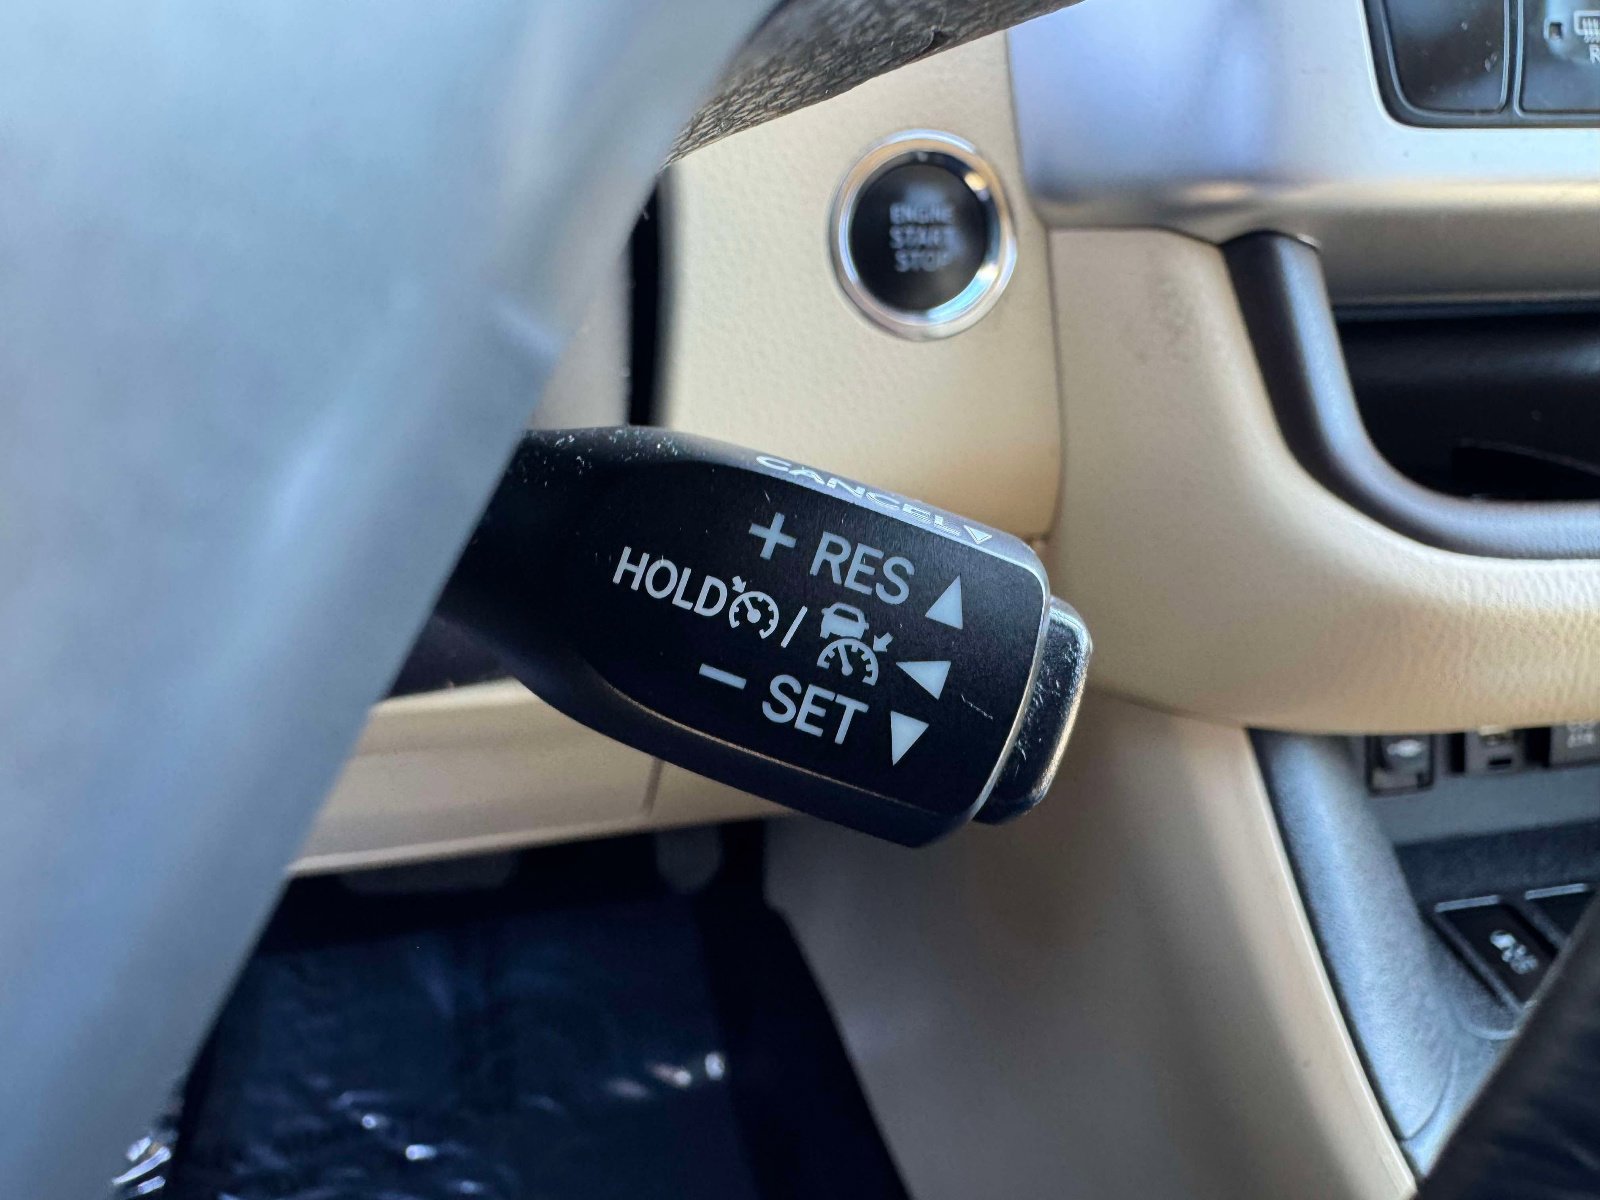 ENGINE
START
STOP
CANCEL
+ RES
HOLD /
− SET